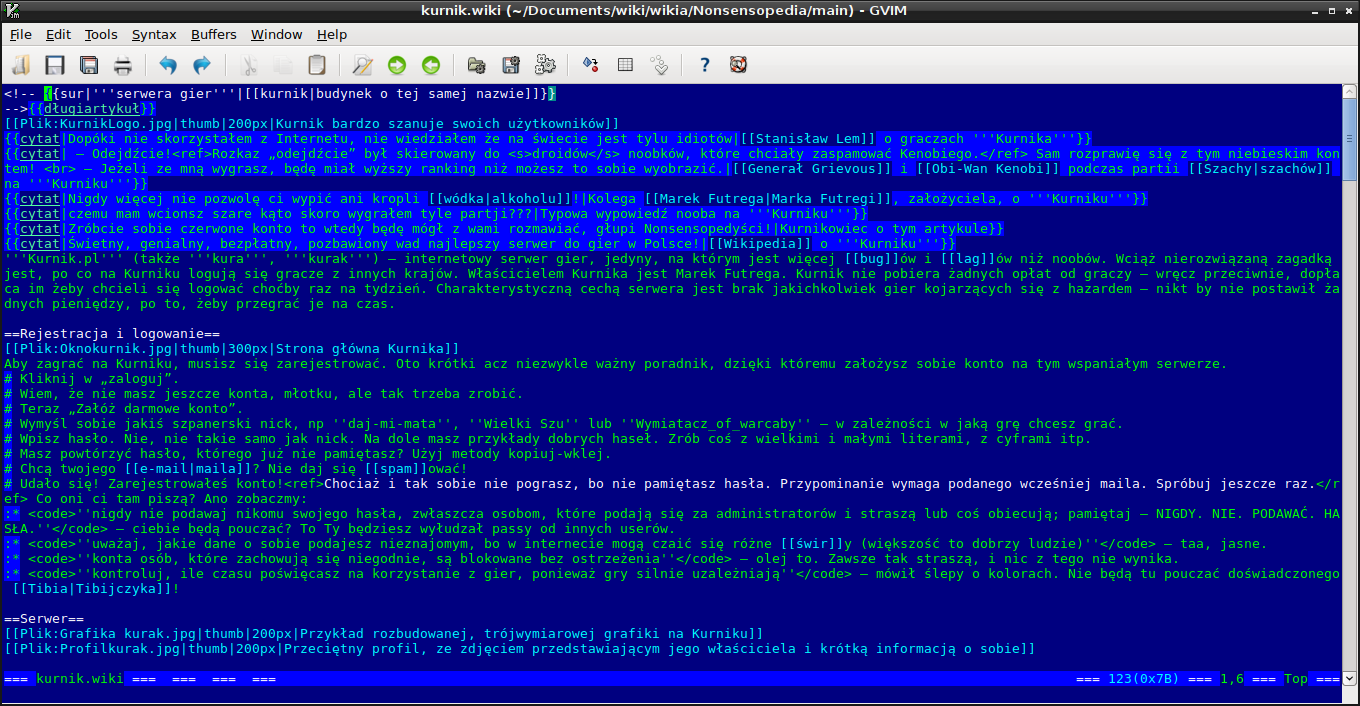 kurnik.wiki (~/Documents/wiki/wikia/Nonsensopedia/main) - GVIM
File Edit Tools Syntax Buffers Window Help
<!-- {{sur|'''serwera gier'''|[[kurnik|budynek o tej samej nazwie]]}}
-->{{długiartykuł}}
[[Plik:KurnikLogo.jpg|thumb|200px|Kurnik bardzo szanuje swoich użytkowników]]
{{cytat|Dopóki nie skorzystałem z Internetu, nie wiedziałem że na świecie jest tylu idiotów|[[Stanisław Lem]] o graczach '''Kurnika'''}}
{{cytat| – Odejdźcie!<ref>Rozkaz „odejdźcie” był skierowany do <s>droidów</s> noobków, które chciały zaspamować Kenobiego.</ref> Sam rozprawię się z tym niebieskim kon
tem! <br> – Jeżeli ze mną wygrasz, będę miał wyższy ranking niż możesz to sobie wyobrazić.|[[Generał Grievous]] i [[Obi-Wan Kenobi]] podczas partii [[Szachy|szachów]]
na '''Kurniku'''}}
{{cytat|Nigdy więcej nie pozwolę ci wypić ani kropli [[wódka|alkoholu]]!|Kolega [[Marek Futrega|Marka Futregi]], założyciela, o '''Kurniku'''}}
{{cytat|czemu mam wcionsz szare kąto skoro wygrałem tyle partji???|Typowa wypowiedź nooba na '''Kurniku'''}}
{{cytat|Zróbcie sobie czerwone konto to wtedy będę mógł z wami rozmawiać, głupi Nonsensopedyści!|Kurnikowiec o tym artykule}}
{{cytat|Świetny, genialny, bezpłatny, pozbawiony wad najlepszy serwer do gier w Polsce!|[[Wikipedia]] o '''Kurniku'''}}
'''Kurnik.pl''' (także '''kura''', '''kurak''') – internetowy serwer gier, jedyny, na którym jest więcej [[bug]]ów i [[lag]]ów niż noobów. Wciąż nierozwiązaną zagadką
jest, po co na Kurniku logują się gracze z innych krajów. Właścicielem Kurnika jest Marek Futrega. Kurnik nie pobiera żadnych opłat od graczy – wręcz przeciwnie, dopła
ca im żeby chcieli się logować choćby raz na tydzień. Charakterystyczną cechą serwera jest brak jakichkolwiek gier kojarzących się z hazardem – nikt by nie postawił ża
dnych pieniędzy, po to, żeby przegrać je na czas.
==Rejestracja i logowanie==
[[Plik:Oknokurnik.jpg|thumb|300px|Strona główna Kurnika]]
Aby zagrać na Kurniku, musisz się zarejestrować. Oto krótki acz niezwykle ważny poradnik, dzięki któremu założysz sobie konto na tym wspaniałym serwerze.
# Kliknij w „zaloguj”.
# Wiem, że nie masz jeszcze konta, młotku, ale tak trzeba zrobić.
# Teraz „Załóż darmowe konto”.
# Wymyśl sobie jakiś szpanerski nick, np ''daj-mi-mata'', ''Wielki Szu'' lub ''Wymiatacz_of_warcaby'' – w zależności w jaką grę chcesz grać.
# Wpisz hasło. Nie, nie takie samo jak nick. Na dole masz przykłady dobrych haseł. Zrób coś z wielkimi i małymi literami, z cyframi itp.
# Masz powtórzyć hasło, którego już nie pamiętasz? Użyj metody kopiuj-wklej.
# Chcą twojego [[e-mail|maila]]? Nie daj się [[spam]]ować!
# Udało się! Zarejestrowałeś konto!<ref>Chociaż i tak sobie nie pograsz, bo nie pamiętasz hasła. Przypominanie wymaga podanego wcześniej maila. Spróbuj jeszcze raz.</r
ef> Co oni ci tam piszą? Ano zobaczmy:
:* <code>''nigdy nie podawaj nikomu swojego hasła, zwłaszcza osobom, które podają się za administratorów i straszą lub coś obiecują; pamiętaj – NIGDY. NIE. PODAWAĆ. HA
SŁA.''</code> – ciebie będą pouczać? To Ty będziesz wyłudzał passy od innych userów.
:* <code>''uważaj, jakie dane o sobie podajesz nieznajomym, bo w internecie mogą czaić się różne [[świr]]y (większość to dobrzy ludzie)''</code> – taa, jasne.
:* <code>''konta osób, które zachowują się niegodnie, są blokowane bez ostrzeżenia''</code> – olej to. Zawsze tak straszą, i nic z tego nie wynika.
:* <code>''kontroluj, ile czasu poświęcasz na korzystanie z gier, ponieważ gry silnie uzależniają''</code> – mówił ślepy o kolorach. Nie będą tu pouczać doświadczonego
[[Tibia|Tibijczyka]]!
==Serwer==
[[Plik:Grafika kurak.jpg|thumb|200px|Przykład rozbudowanej, trójwymiarowej grafiki na Kurniku]]
[[Plik:Profilkurak.jpg|thumb|200px|Przeciętny profil, ze zdjęciem przedstawiającym jego właściciela i krótką informacją o sobie]]
=== kurnik.wiki === === === === === 123(0x7B) === 1,6 === Top ===